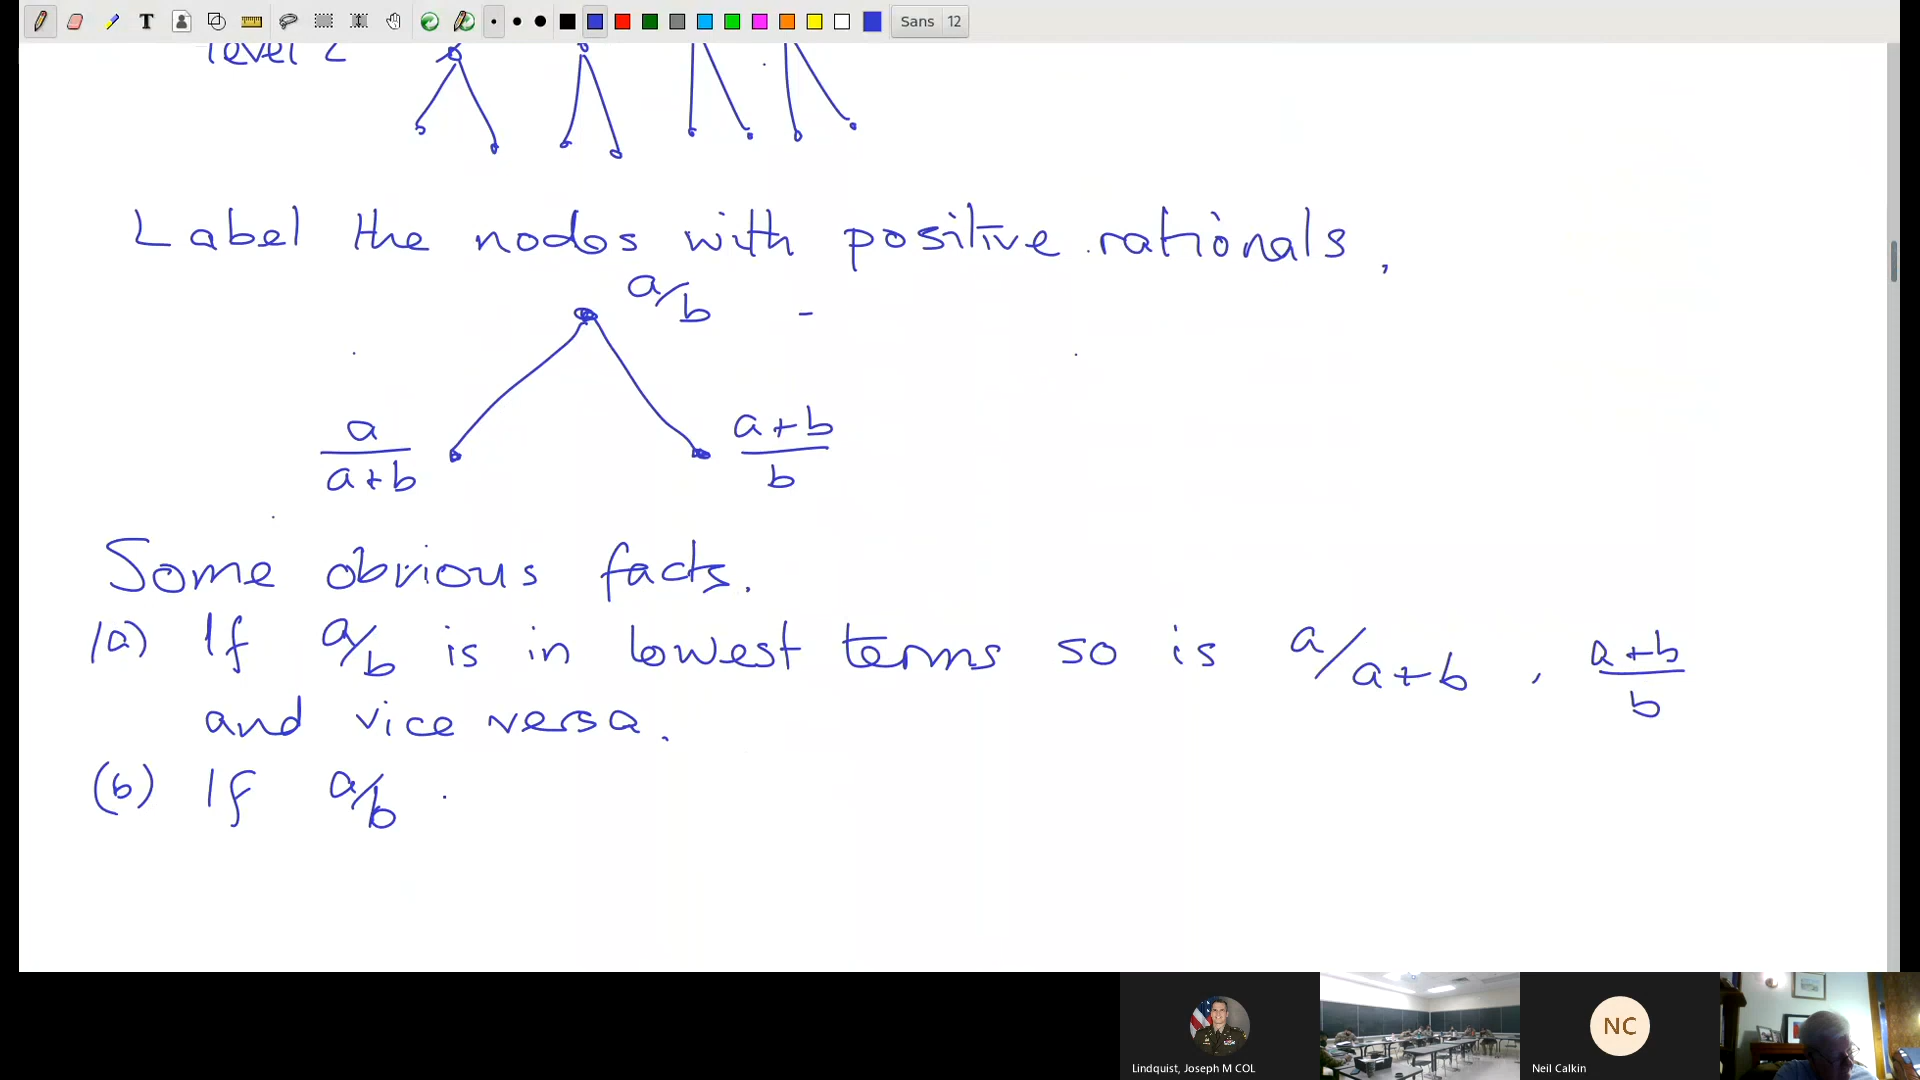 Sans 12
level 2
Label the nodes with positive rationals.
a/b -
a/(a+b) (a+b)/b
Some obvious facts.
(a) If a/b is in lowest terms so is a/a+b, (a+b)/b
and vice versa.
(b) If a/b
NC
Lindquist, Joseph M COL
Neil Calkin